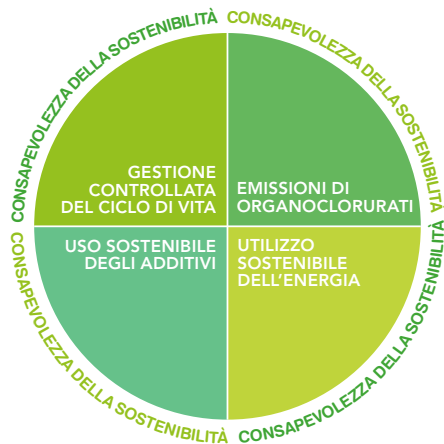 CONSAPEVOLEZZA DELLA SOSTENIBILITÀ
CONSAPEVOLEZZA DELLA SOSTENIBILITÀ
GESTIONE
CONTROLLATA
DEL CICLO DI VITA
EMISSIONI DI
ORGANOCLORURATI
USO SOSTENIBILE
DEGLI ADDITIVI
UTILIZZO
SOSTENIBILE
DELL'ENERGIA
CONSAPEVOLEZZA DELLA SOSTENIBILITÀ
CONSAPEVOLEZZA DELLA SOSTENIBILITÀ